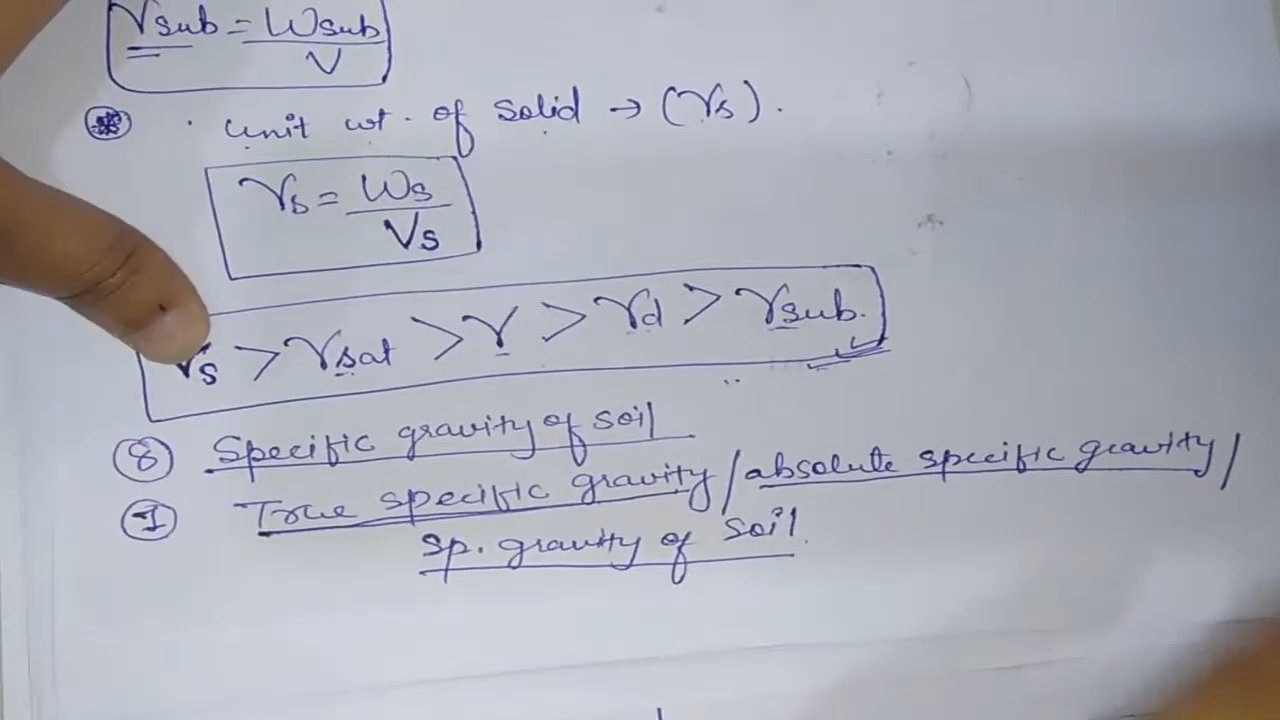 γsub = Wsub
V
unit wt. of solid → (γs).
γs = Ws
Vs
γs > γsat > γ > γd > γsub.
⑧ Specific gravity of soil
① True specific gravity / absolute specific gravity /
sp. gravity of soil.